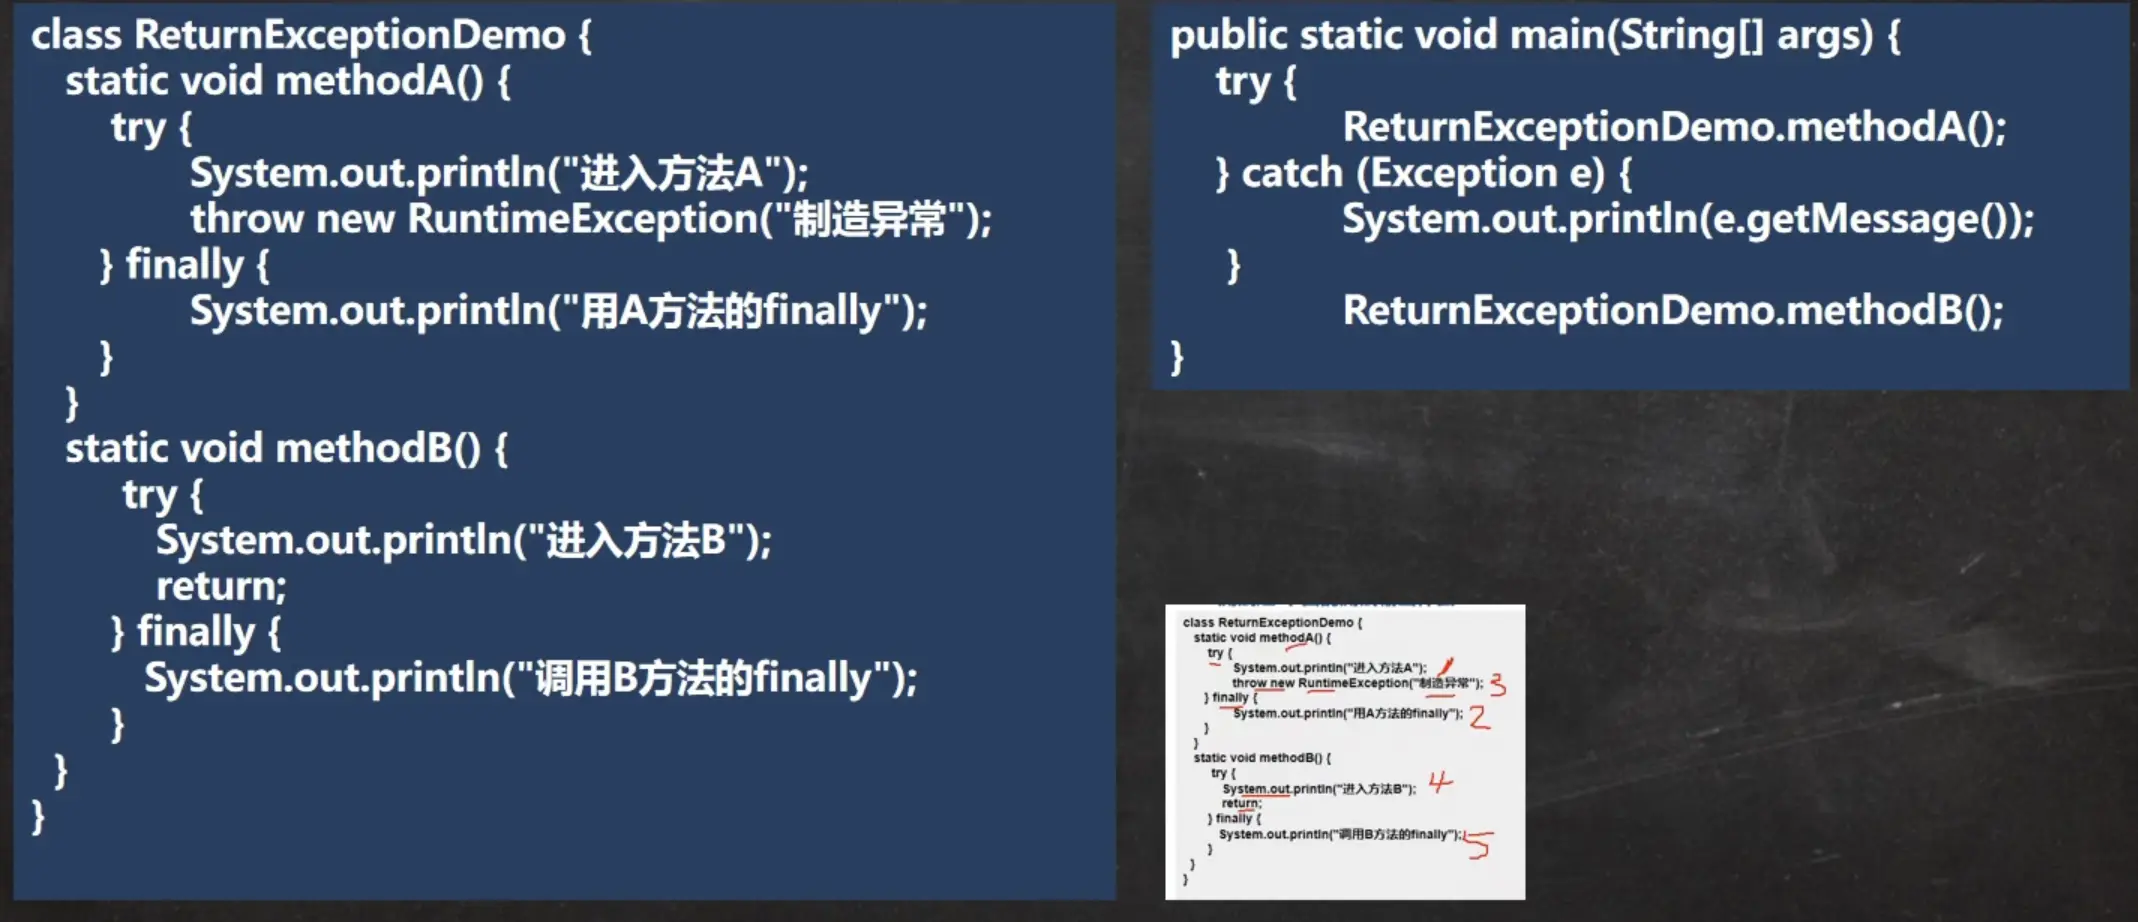 class ReturnExceptionDemo {
static void methodA() {
try {
System.out.println("进入方法A");
throw new RuntimeException("制造异常");
} finally {
System.out.println("用A方法的finally");
}
}
static void methodB() {
try {
System.out.println("进入方法B");
return;
} finally {
System.out.println("调用B方法的finally");
}
}
}
public static void main(String[] args) {
try {
ReturnExceptionDemo.methodA();
} catch (Exception e) {
System.out.println(e.getMessage());
}
ReturnExceptionDemo.methodB();
}
class ReturnExceptionDemo {
static void methodA() {
try {
System.out.println("进入方法A"); 1
throw new RuntimeException("制造异常"); 3
} finally {
System.out.println("用A方法的finally"); 2
}
}
static void methodB() {
try {
System.out.println("进入方法B"); 4
return;
} finally {
System.out.println("调用B方法的finally"); 5
}
}
}